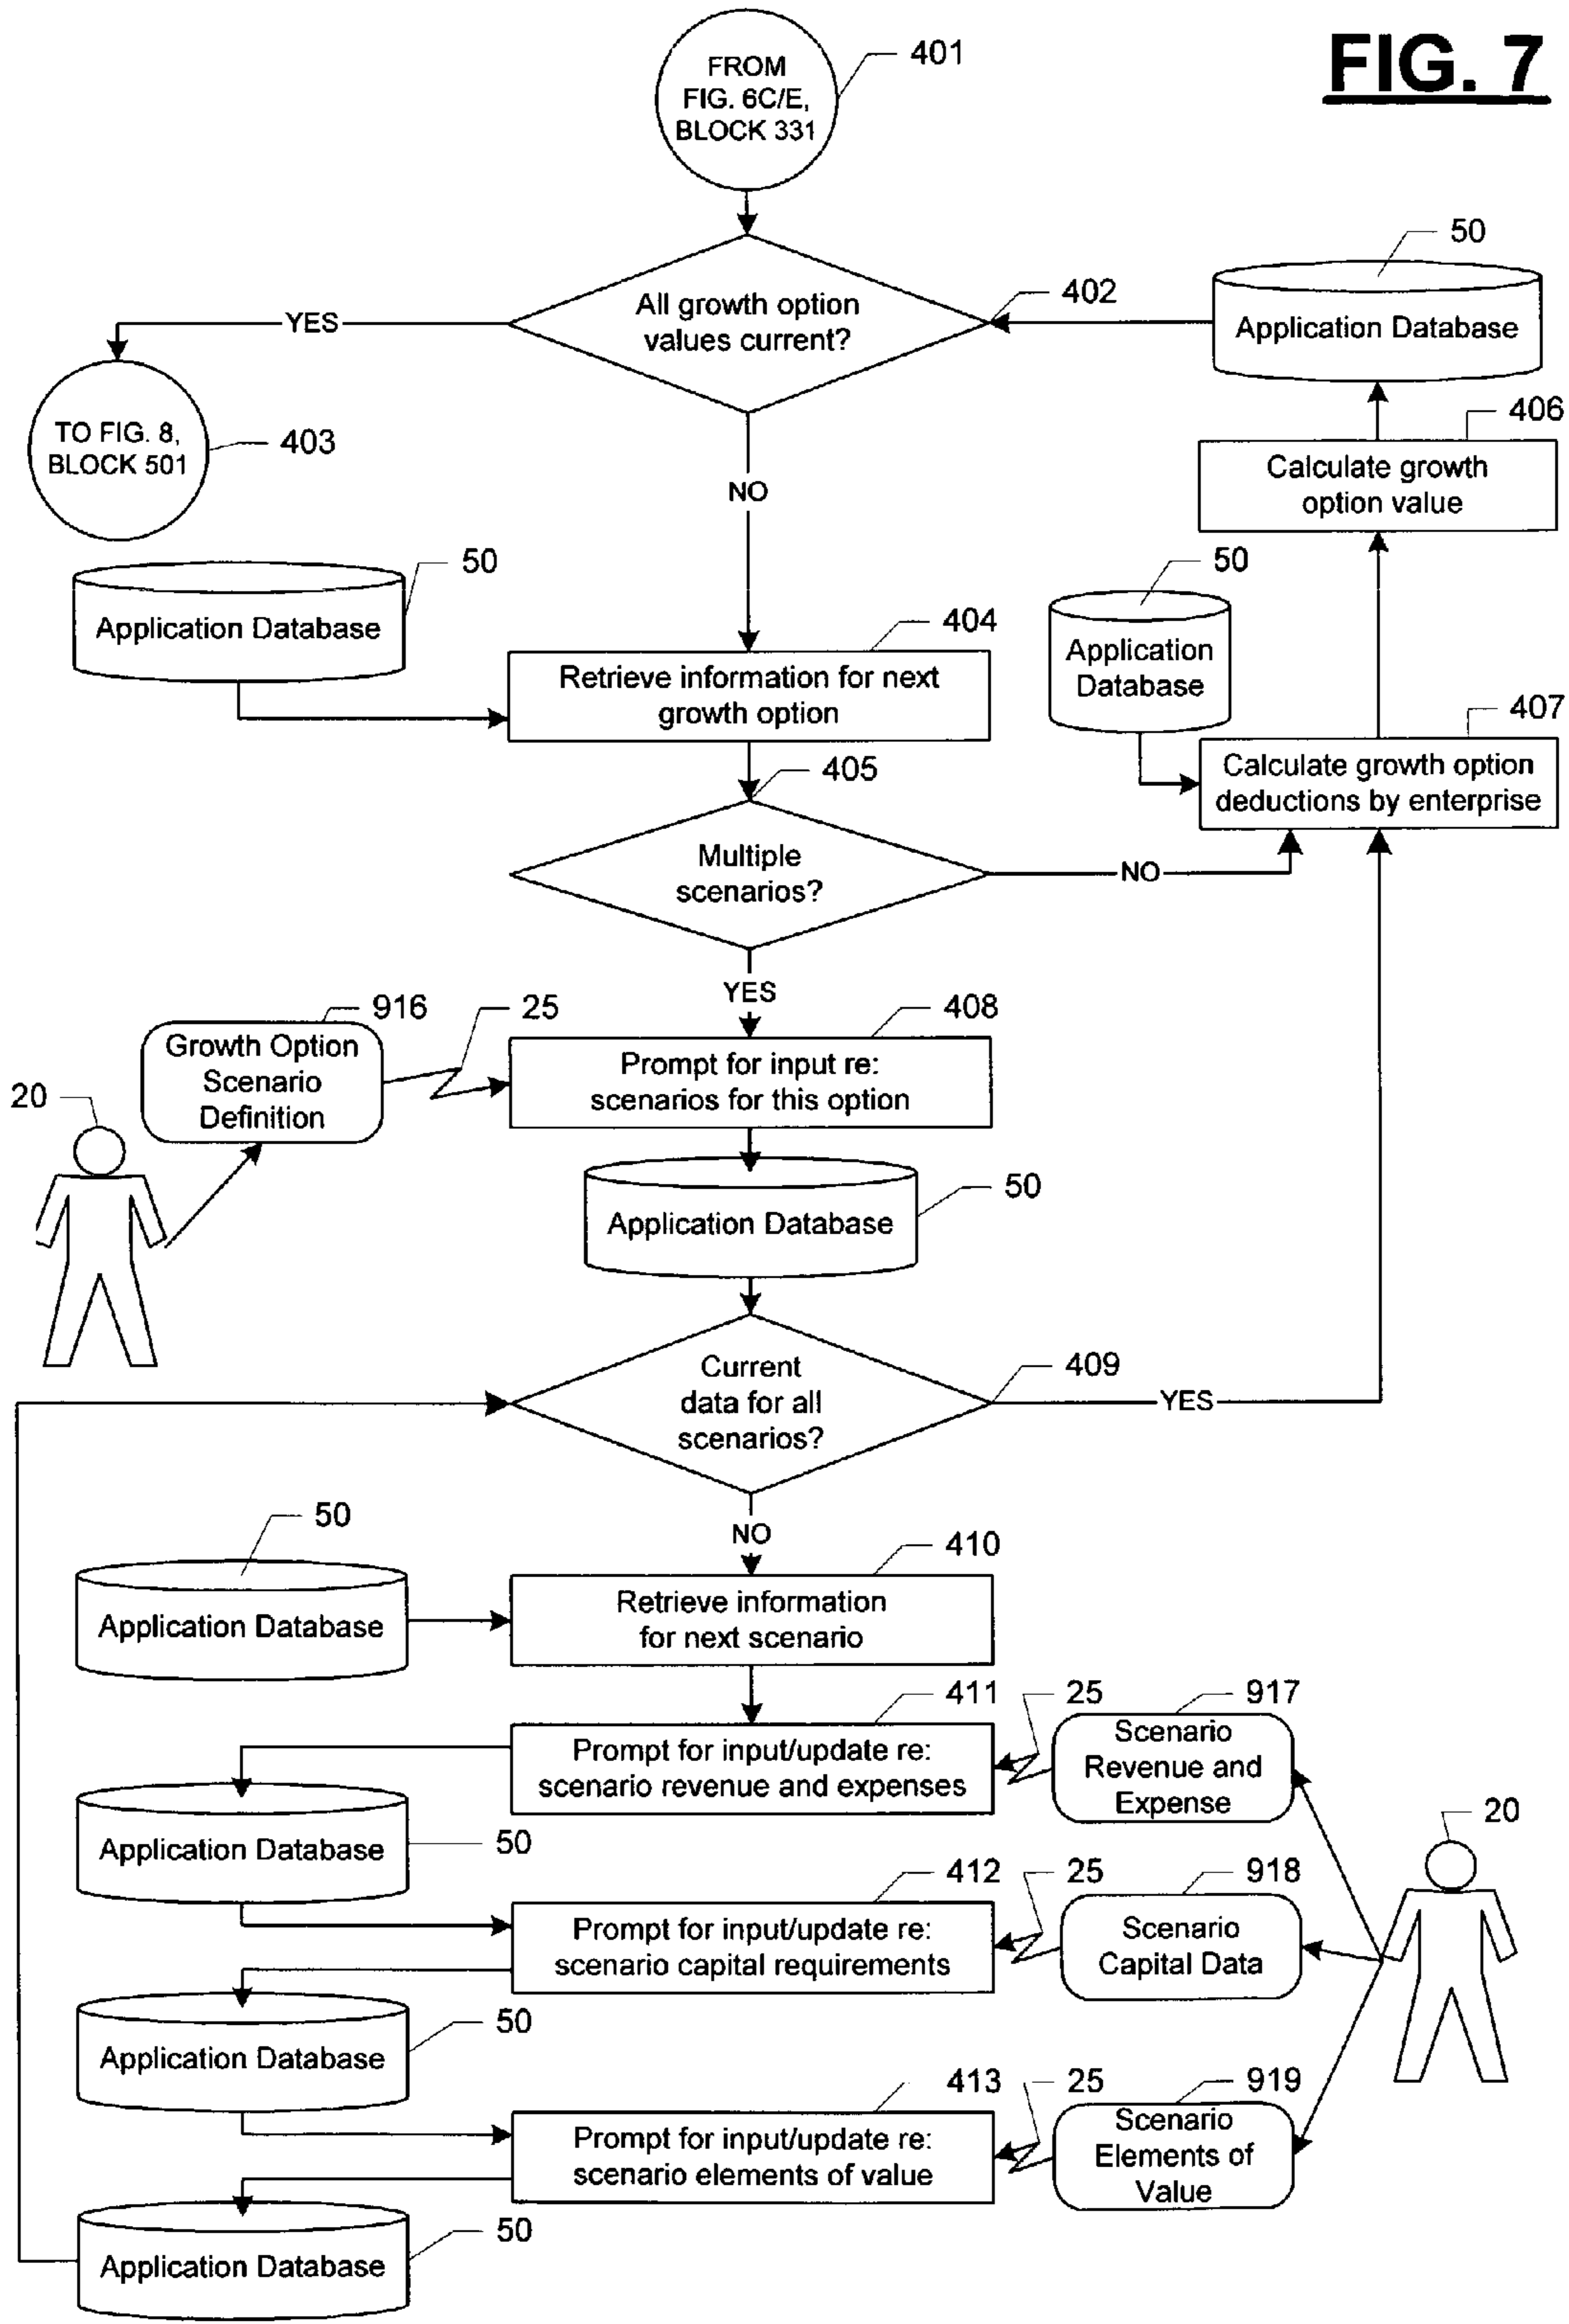 FIG. 7
FROM
FIG. 6C/E,
BLOCK 331
401
50
All growth option
values current?
402
Application Database
YES
TO FIG. 8,
BLOCK 501
403
406
Calculate growth
option value
NO
50
Application Database
50
Application
Database
404
Retrieve information for next
growth option
407
Calculate growth option
deductions by enterprise
405
Multiple
scenarios?
NO
YES
916
25
408
Growth Option
Scenario
Definition
Prompt for input re:
scenarios for this option
20
50
Application Database
409
Current
data for all
scenarios?
YES
NO
50
Application Database
410
Retrieve information
for next scenario
411
25
917
Prompt for input/update re:
scenario revenue and expenses
Scenario
Revenue and
Expense
20
Application Database
50
412
25
918
Prompt for input/update re:
scenario capital requirements
Scenario
Capital Data
50
Application Database
413
25
919
Prompt for input/update re:
scenario elements of value
Scenario
Elements of
Value
50
Application Database